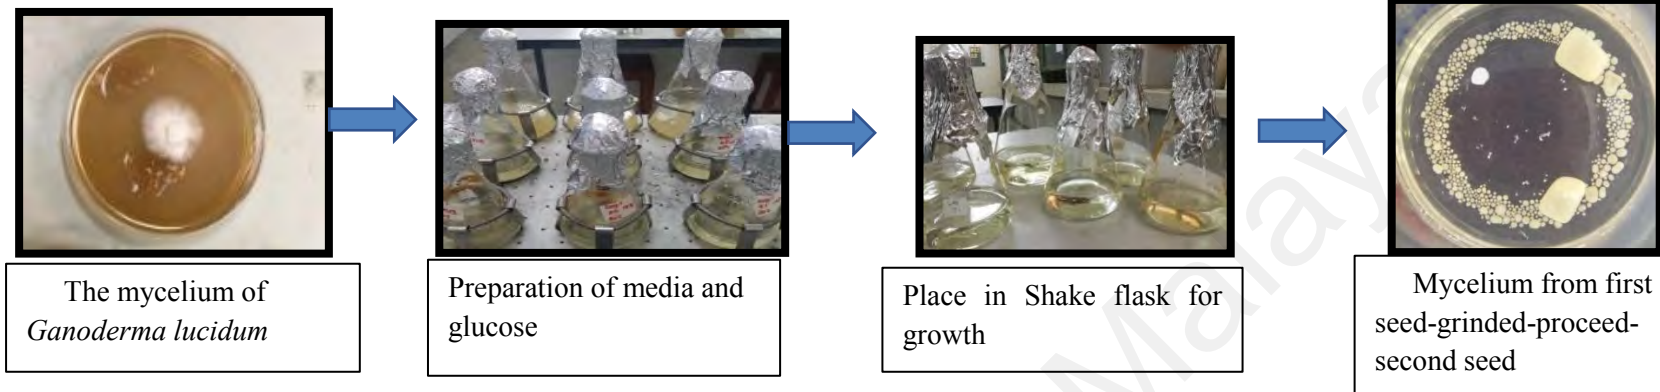 The mycelium of
Ganoderma lucidum
Preparation of media and
glucose
Place in Shake flask for
growth
Mycelium from first
seed-grinded-proceed-
second seed
Malaya